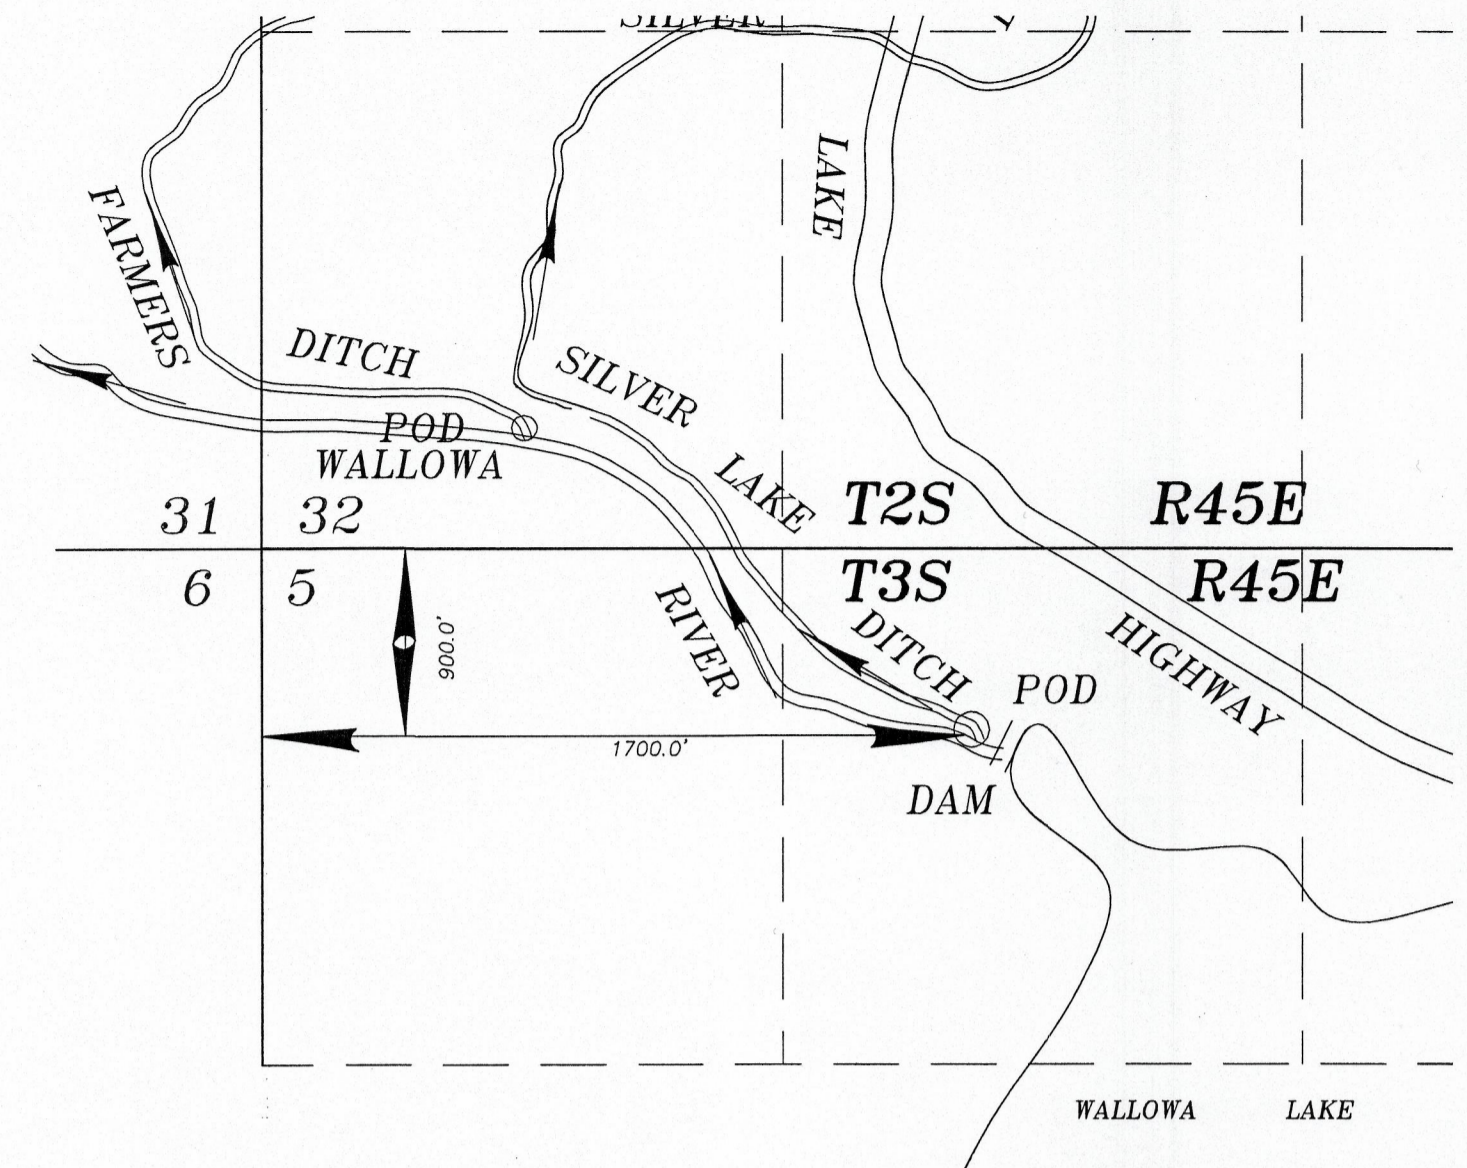 SILVER
LAKE
FARMERS
DITCH
SILVER
LAKE
DITCH
POD
WALLOWA
31 32
T2S R45E
6 5
T3S R45E
900.0'
RIVER
HIGHWAY
POD
1700.0'
DAM
WALLOWA LAKE